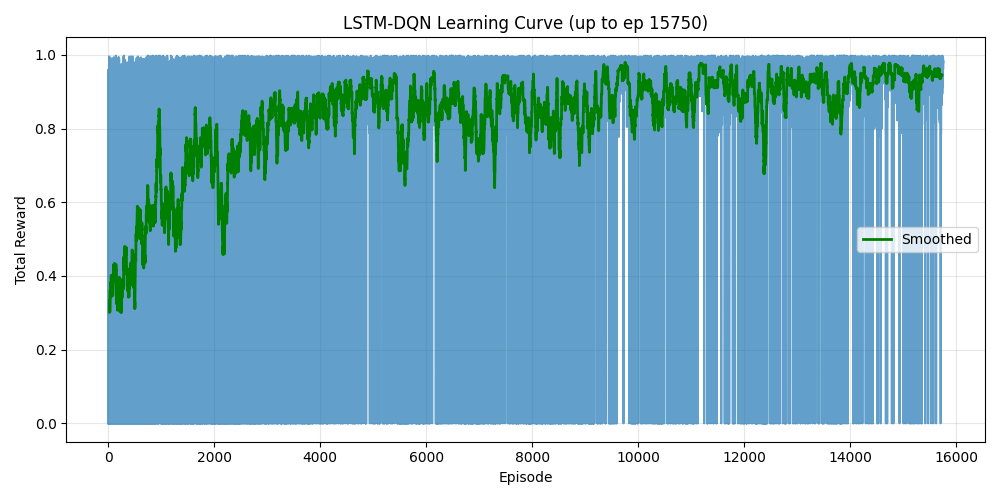 LSTM-DQN Learning Curve (up to ep 15750)
1.0
0.8
0.6
0.4
0.2
0.0
Total Reward
Smoothed
0 2000 4000 6000 8000 10000 12000 14000 16000
Episode